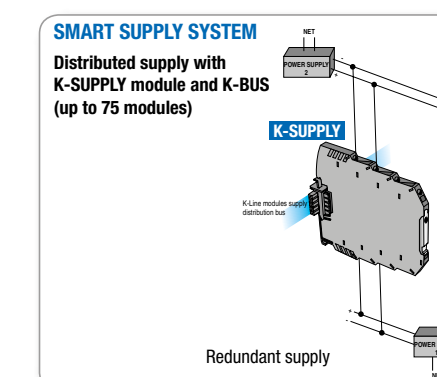 SMART SUPPLY SYSTEM
Distributed supply with
K-SUPPLY module and K-BUS
(up to 75 modules)
NET
POWER SUPPLY
2
-
+
K-SUPPLY
K-Line modules supply
distribution bus
+
-
POWER
Redundant supply